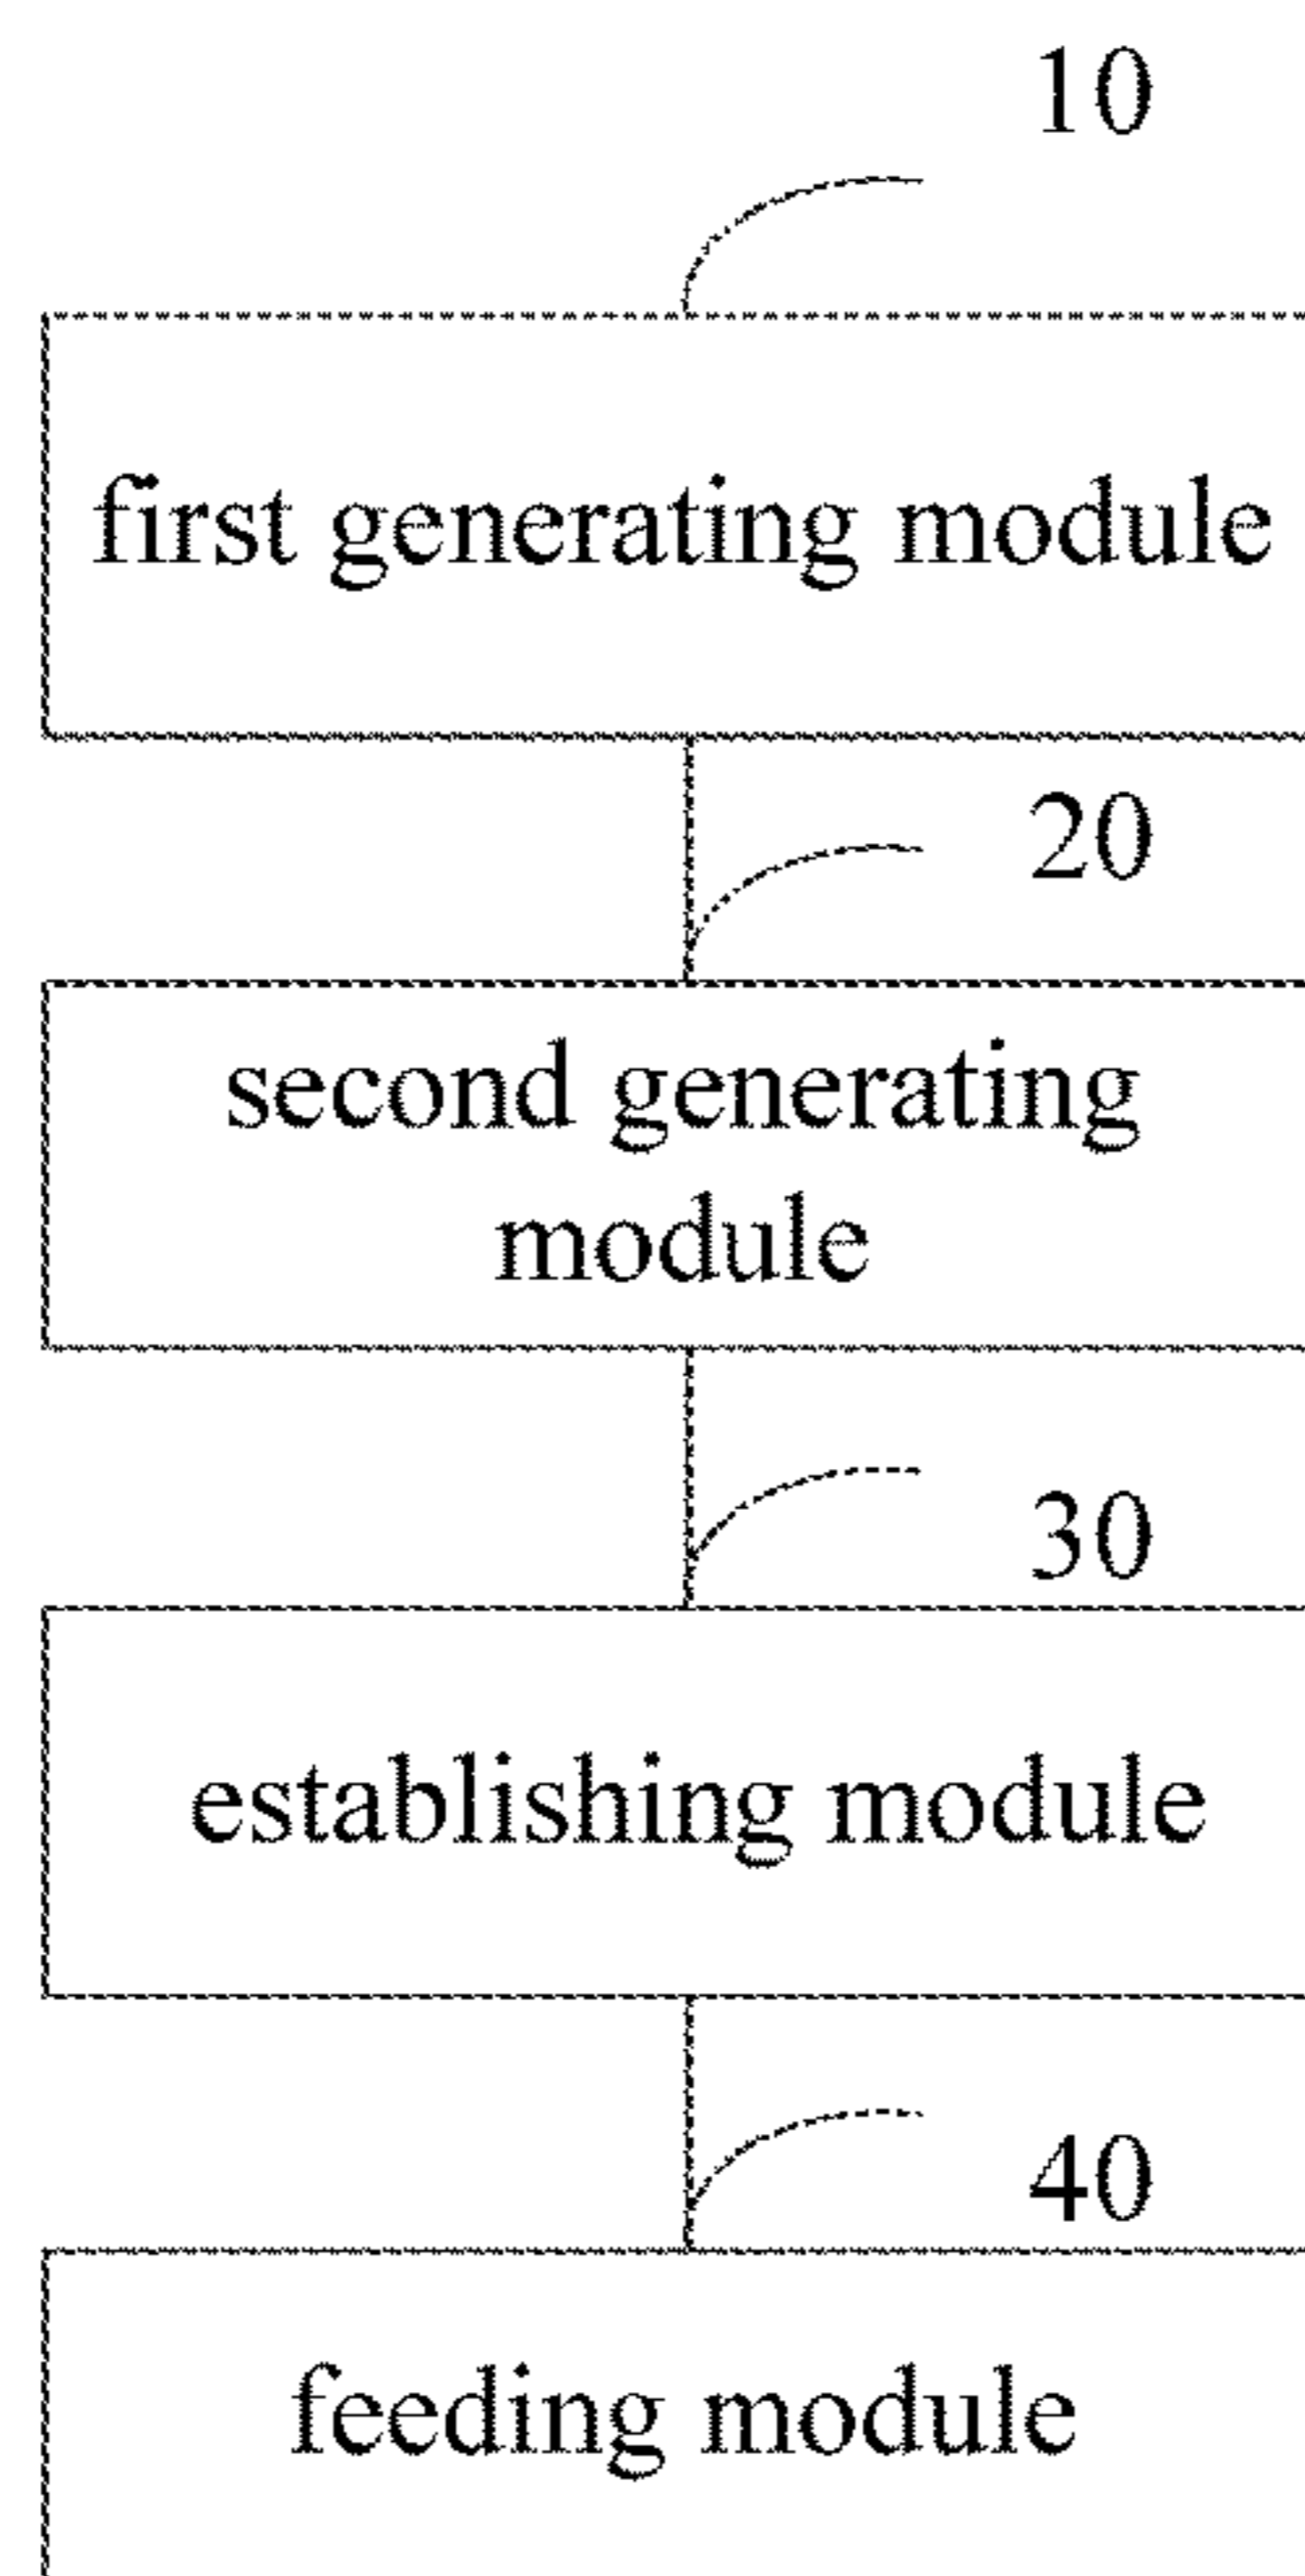 10
first generating module
20
second generating
module
30
establishing module
40
feeding module